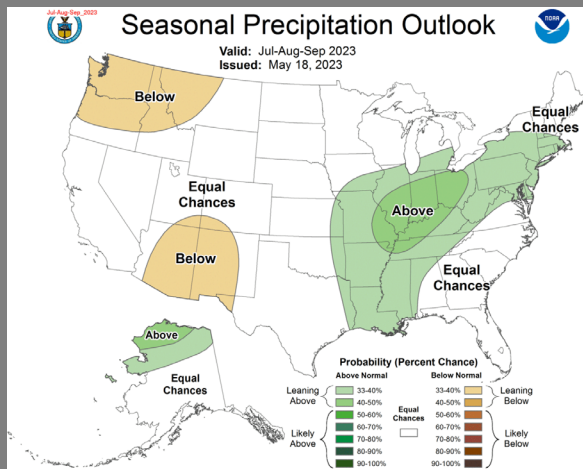 Jul-Aug-Sep_2023
Seasonal Precipitation Outlook
NOAA
Valid: Jul-Aug-Sep 2023
Issued: May 18, 2023
Below
Equal
Chances
Equal
Chances
Above
Below
Equal
Chances
Above
Equal
Chances
Probability (Percent Chance)
Above Normal
Below Normal
Leaning
Above
33-40%
40-50%
Likely
Above
50-60%
60-70%
70-80%
80-90%
90-100%
Equal
Chances
33-40%
40-50%
Leaning
Below
50-60%
60-70%
70-80%
80-90%
90-100%
Likely
Below